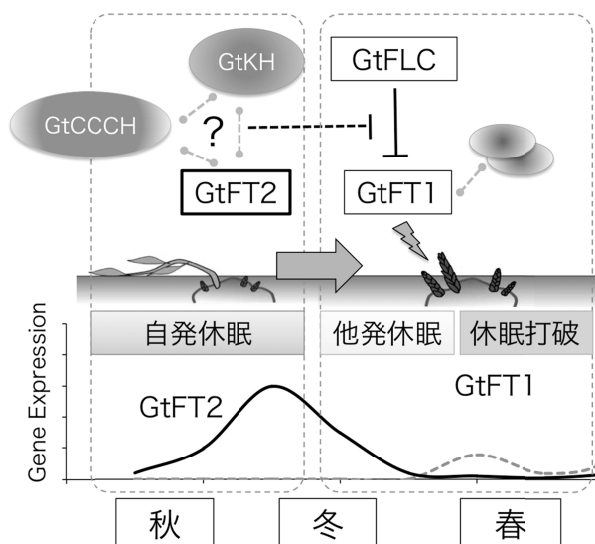 GtKH
GtFLC
GtCCCH
?
GtFT2
GtFT1
自発休眠
他発休眠
休眠打破
Gene Expression
GtFT2
GtFT1
秋
冬
春